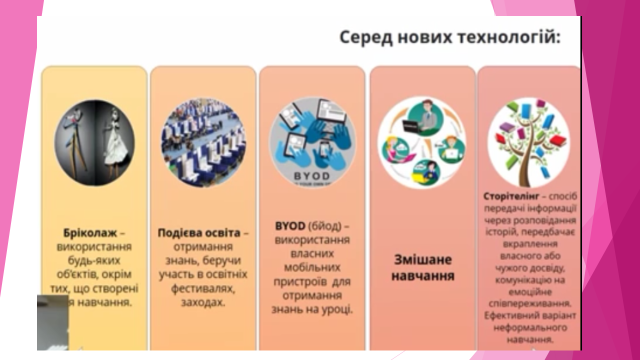 Серед нових технологій:
Бріколаж –
використання
будь-яких
об'єктів, окрім
тих, що створені
я навчання.
Подієва освіта –
отримання
знань, беручи
участь в освітніх
фестивалях,
заходах.
BYOD
BYOD (бйод) –
використання
власних
мобільних
пристроїв для
отримання
знань на уроці.
Змішане
навчання
Сторітелінг – спосіб
передачі інформації
через розповідання
історій, передбачає
вкраплення
власного або
чужого досвіду,
комунікацію на
емоційне
співпереживання.
Ефективний варіант
неформального
навчання.